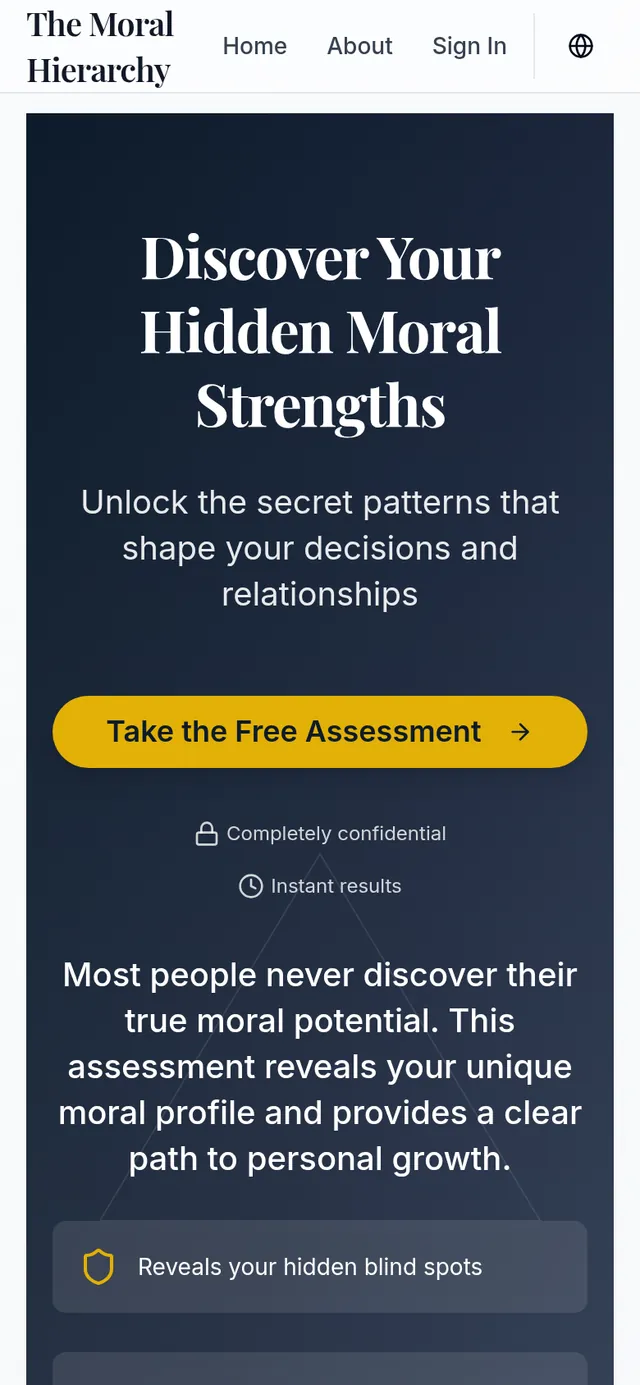 The Moral
Hierarchy
Home
About
Sign In
Discover Your
Hidden Moral
Strengths
Unlock the secret patterns that
shape your decisions and
relationships
Take the Free Assessment
Completely confidential
Instant results
Most people never discover their
true moral potential. This
assessment reveals your unique
moral profile and provides a clear
path to personal growth.
Reveals your hidden blind spots